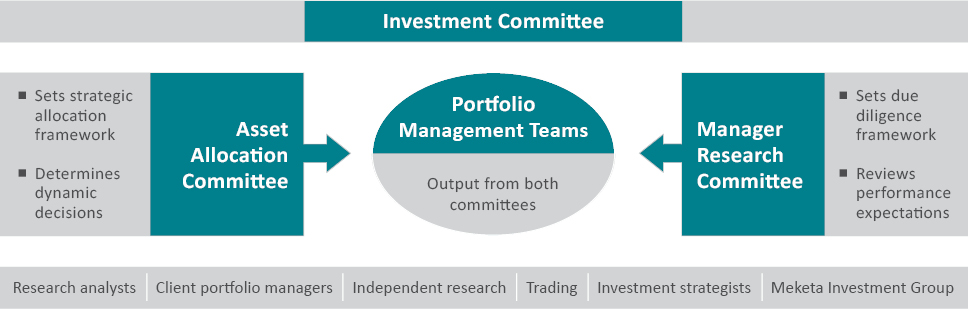 Investment Committee
■ Sets strategic
allocation
framework
■ Determines
dynamic
decisions
Asset
Allocation
Committee
Portfolio
Management Teams
Output from both
committees
Manager
Research
Committee
■ Sets due
diligence
framework
■ Reviews
performance
expectations
Research analysts | Client portfolio managers | Independent research | Trading | Investment strategists | Meketa Investment Group